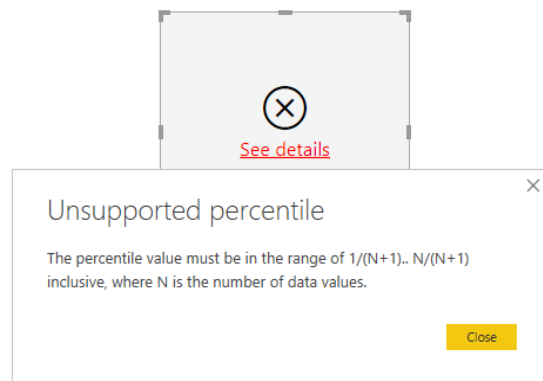 See details
Unsupported percentile
The percentile value must be in the range of 1/(N+1).. N/(N+1)
inclusive, where N is the number of data values.
Close